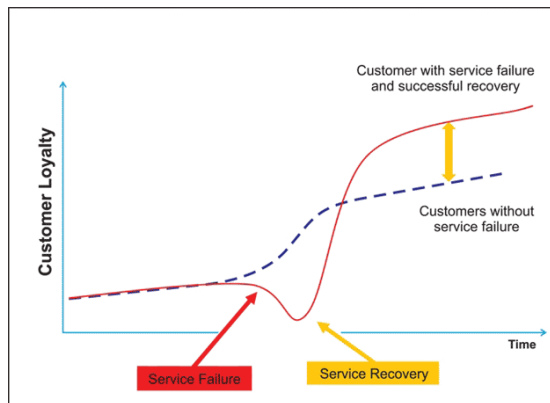 Customer with service failure
and successful recovery
Customer Loyalty
Customers without
service failure
Time
Service Failure
Service Recovery